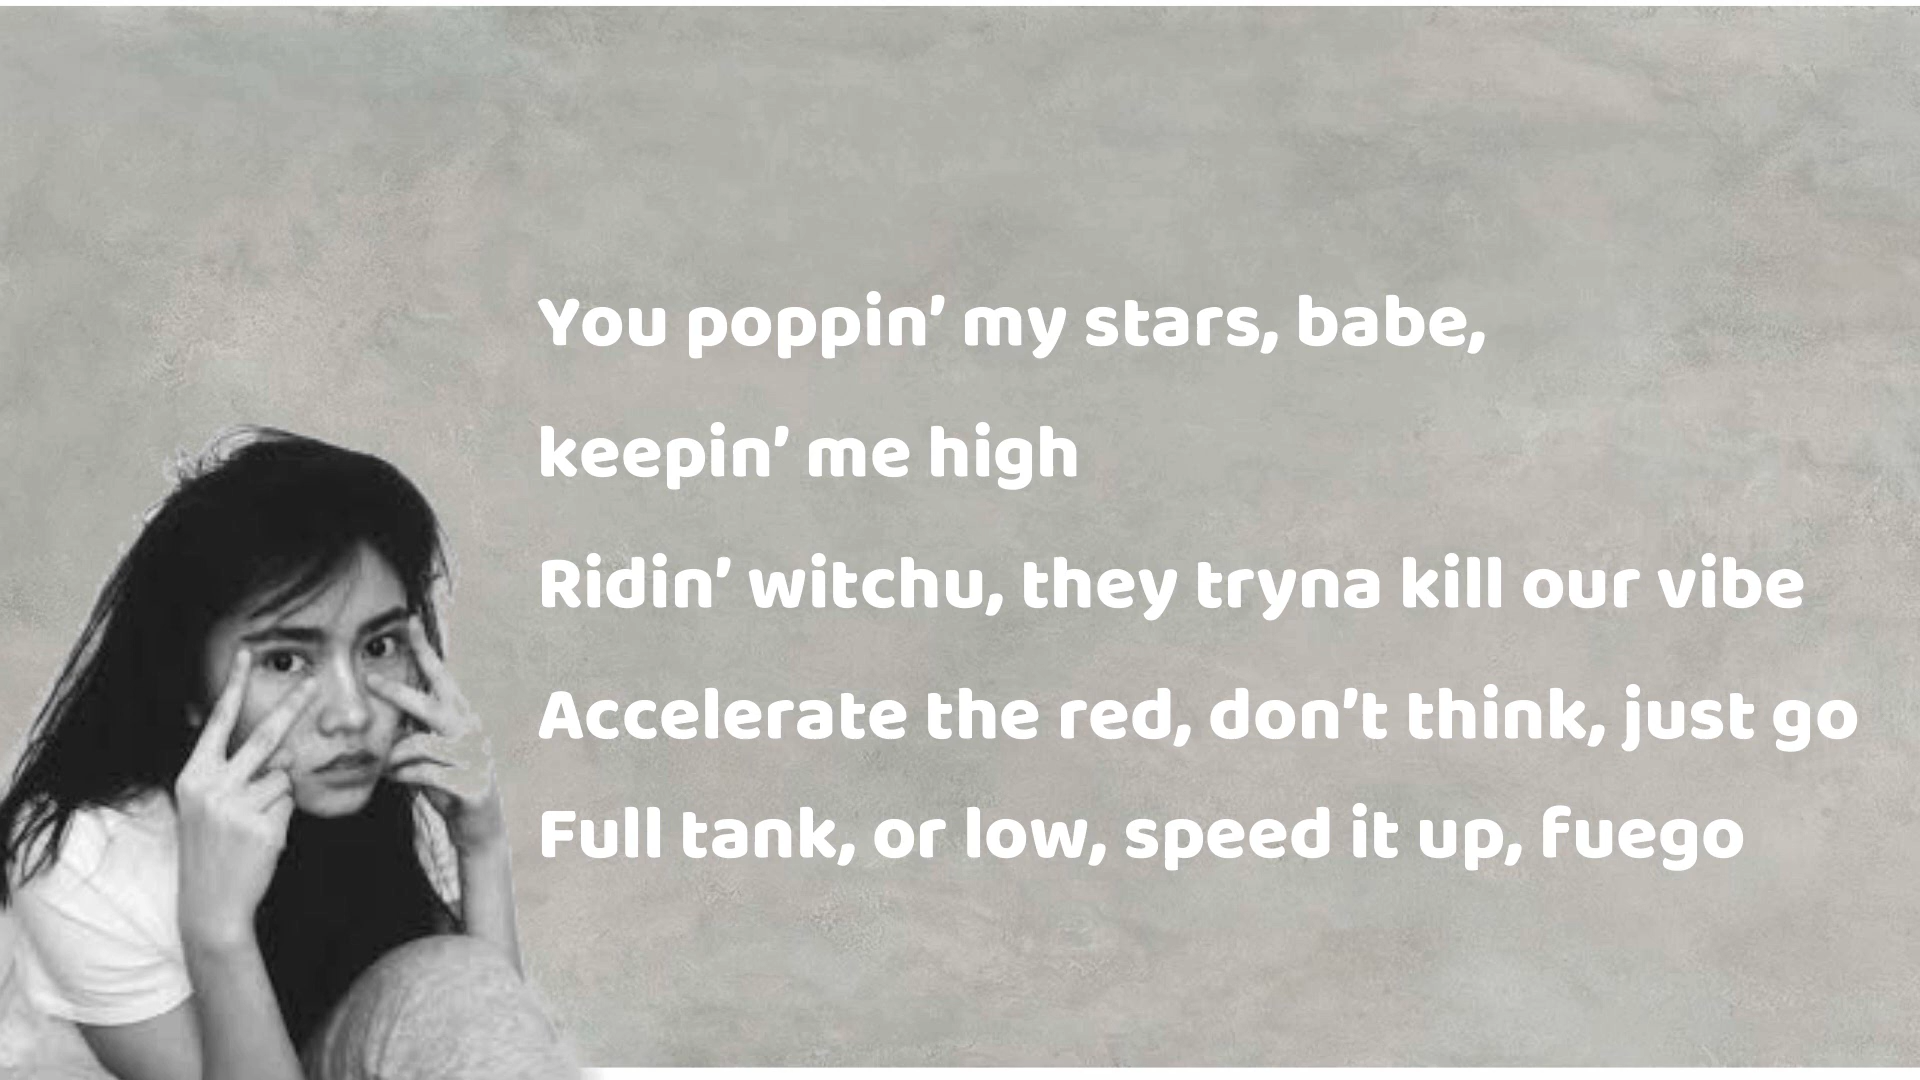 You poppin’ my stars, babe,
keepin’ me high
Ridin’ witchu, they tryna kill our vibe
Accelerate the red, don’t think, just go
Full tank, or low, speed it up, fuego